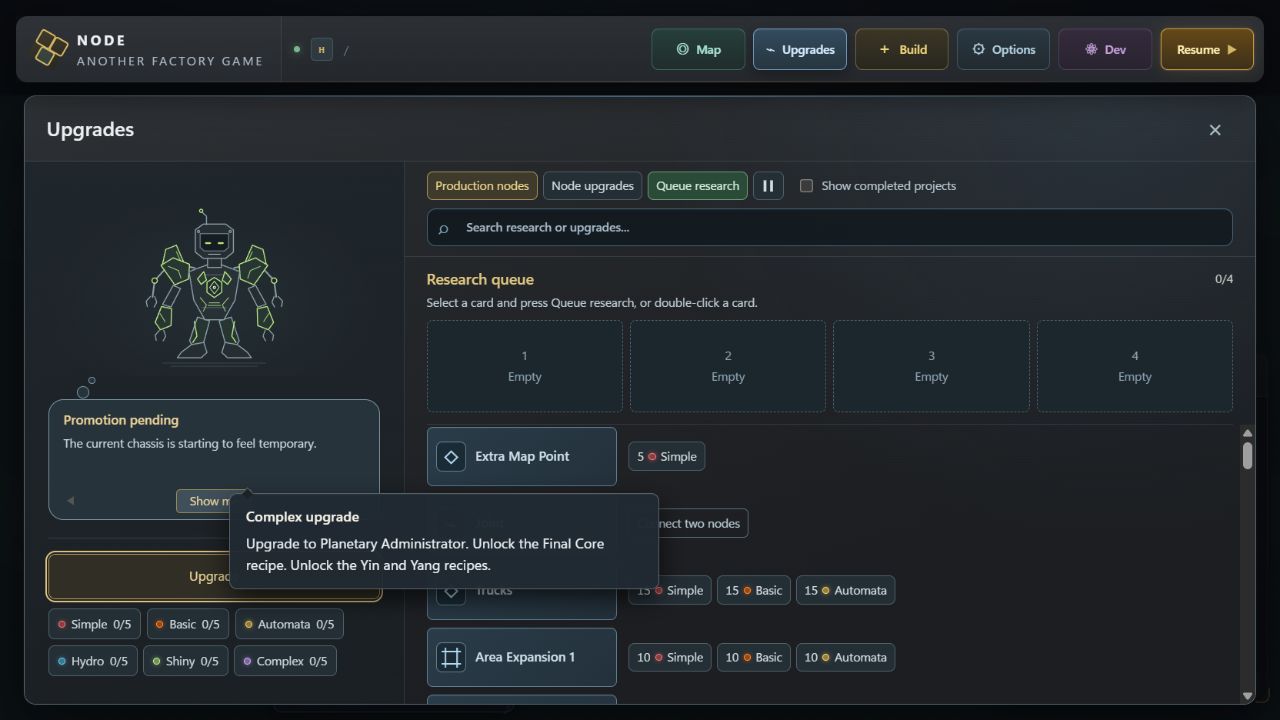 NODE
ANOTHER FACTORY GAME
H /
Map
Upgrades
Build
Options
Dev
Resume
Upgrades
Production nodes
Node upgrades
Queue research
Show completed projects
Search research or upgrades...
Research queue
0/4
Select a card and press Queue research, or double-click a card.
1
Empty
2
Empty
3
Empty
4
Empty
Promotion pending
The current chassis is starting to feel temporary.
Show
Complex upgrade
Upgrade to Planetary Administrator. Unlock the Final Core
recipe. Unlock the Yin and Yang recipes.
Simple 0/5
Basic 0/5
Automata 0/5
Hydro 0/5
Shiny 0/5
Complex 0/5
Extra Map Point
5 Simple
Joint
Connect two nodes
Trucks
15 Simple
15 Basic
15 Automata
Area Expansion 1
10 Simple
10 Basic
10 Automata